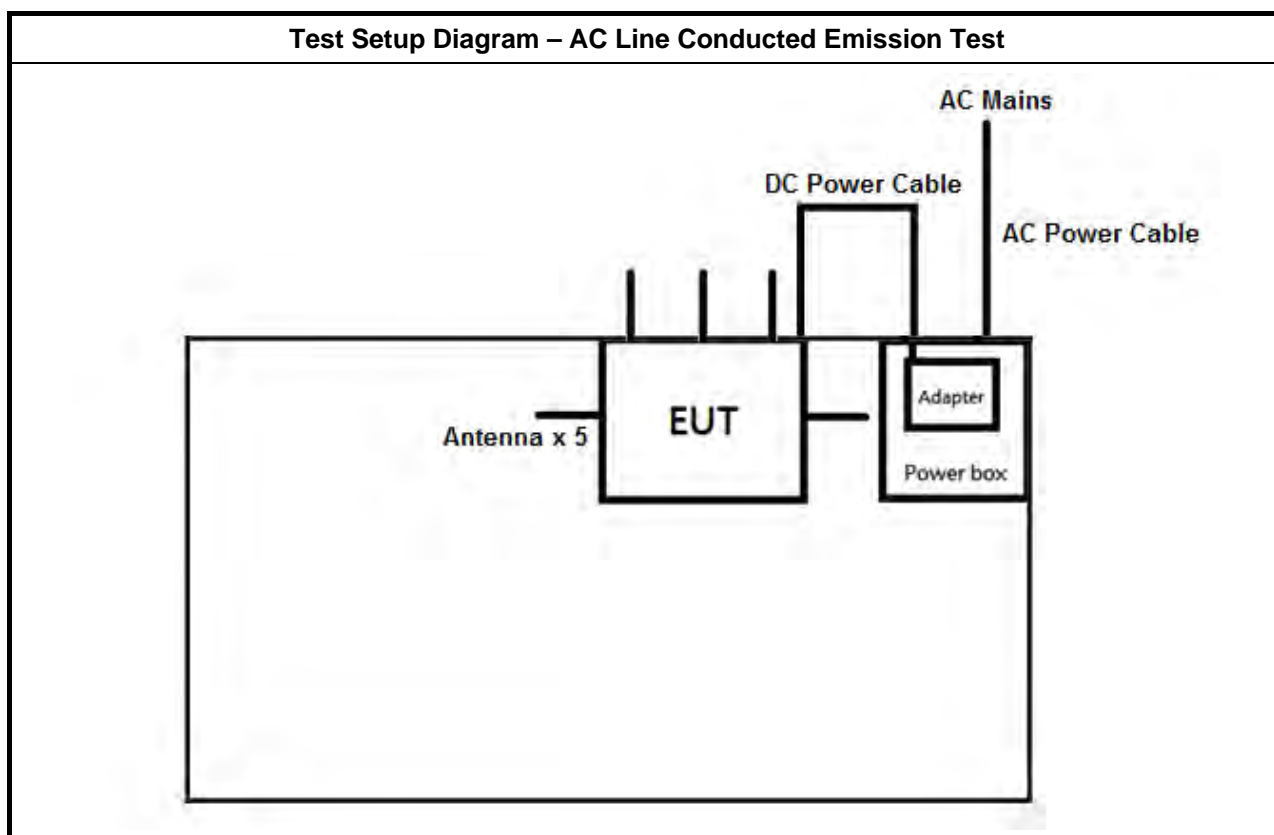 Test Setup Diagram – AC Line Conducted Emission Test
AC Mains
DC Power Cable
AC Power Cable
Adapter
Antenna x 5
EUT
Power box